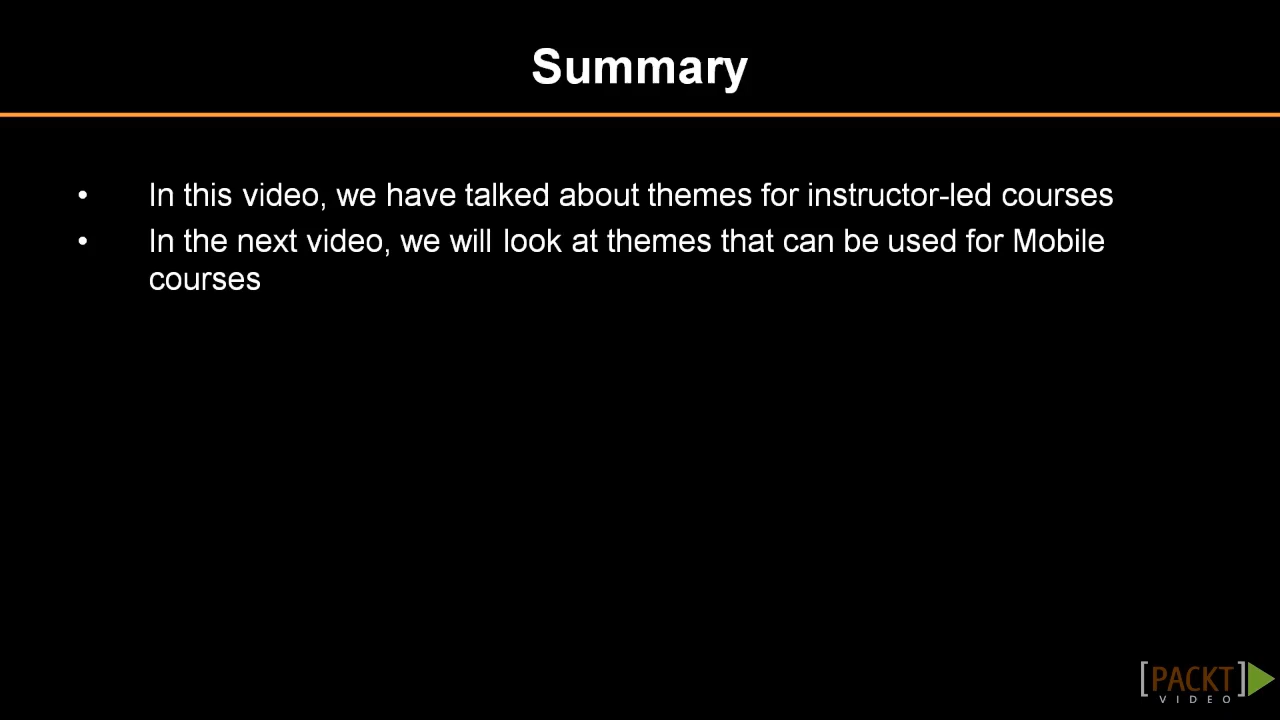 Summary
• In this video, we have talked about themes for instructor-led courses
• In the next video, we will look at themes that can be used for Mobile
courses
[PACKT]
VIDEO